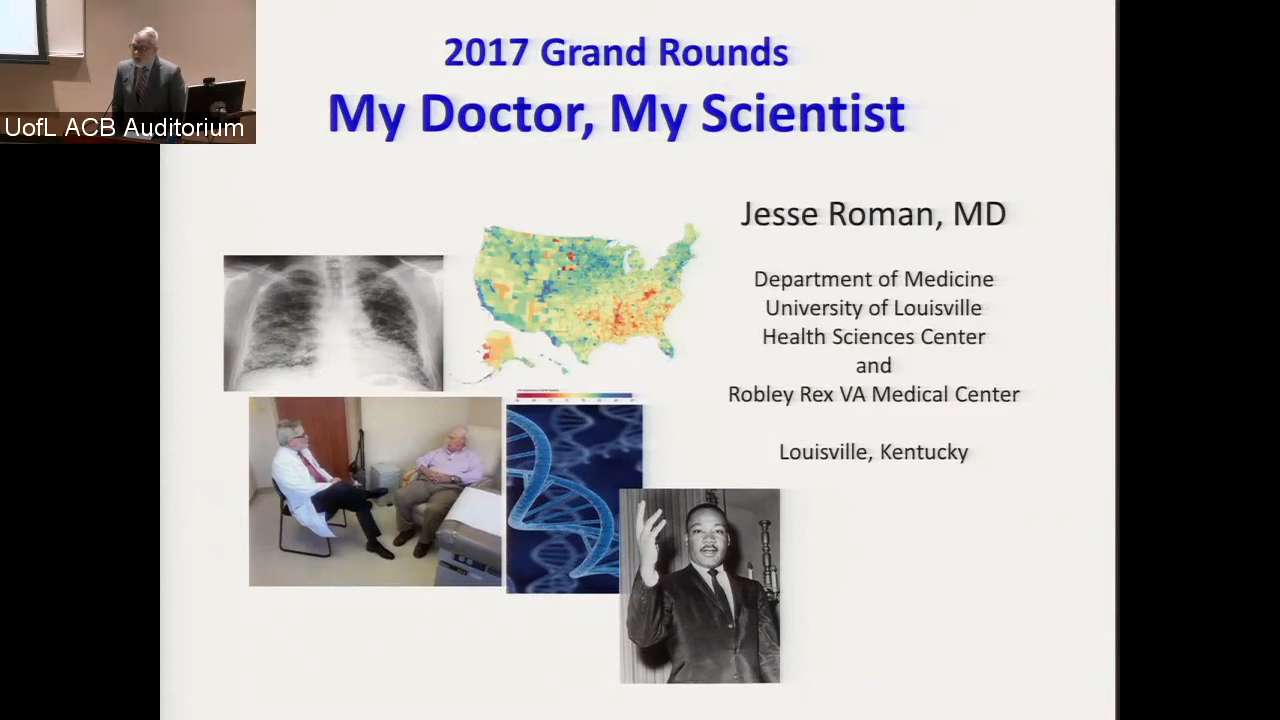 UofL ACB Auditorium
2017 Grand Rounds
My Doctor, My Scientist
Jesse Roman, MD
Department of Medicine
University of Louisville
Health Sciences Center
and
Robley Rex VA Medical Center
Louisville, Kentucky